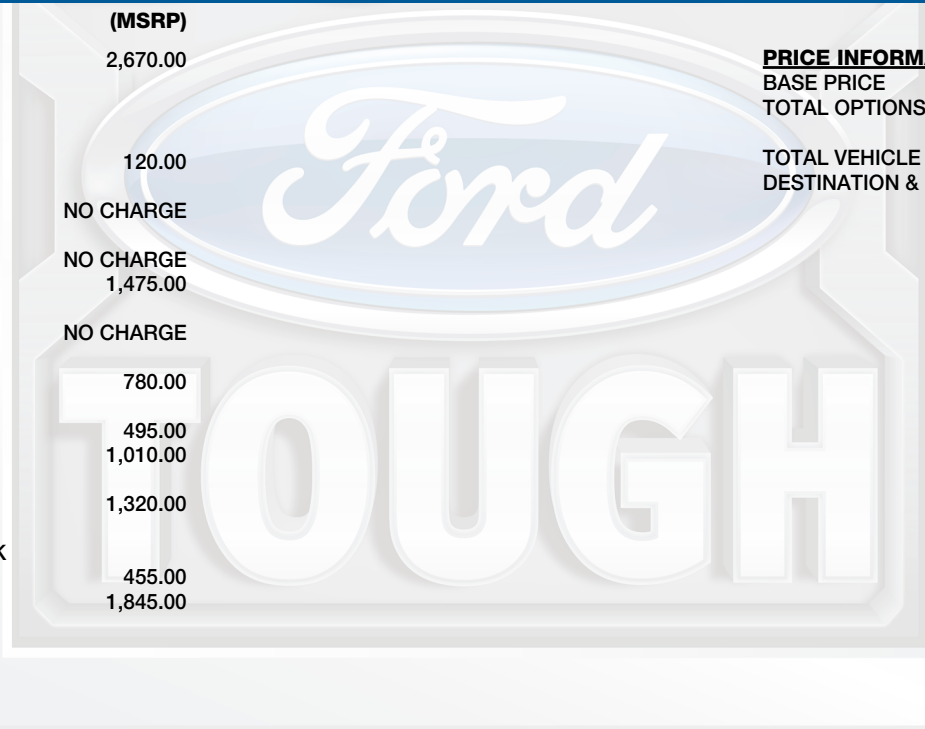 (MSRP)
2,670.00
120.00
NO CHARGE
NO CHARGE
1,475.00
NO CHARGE
780.00
495.00
1,010.00
1,320.00
K
455.00
1,845.00
PRICE INFORMA
BASE PRICE
TOTAL OPTIONS
TOTAL VEHICLE
DESTINATION &
Ford
TOUGH